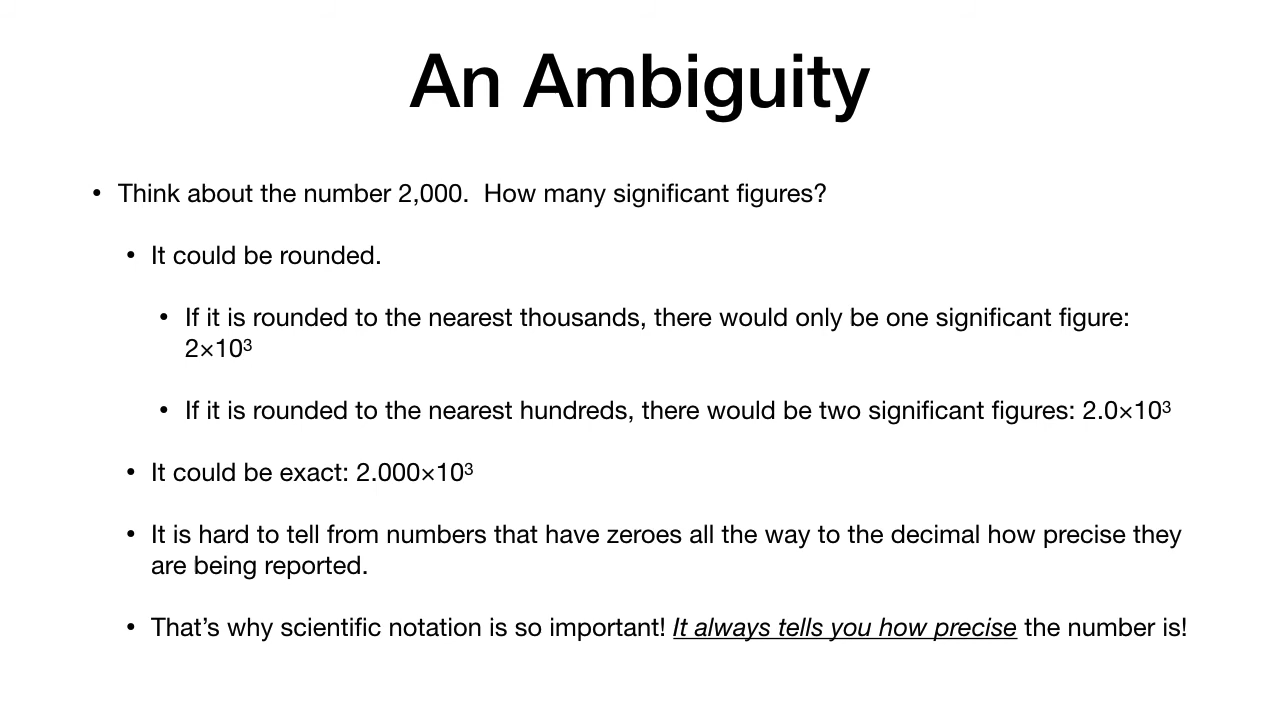 An Ambiguity
• Think about the number 2,000.  How many significant figures?
• It could be rounded.
• If it is rounded to the nearest thousands, there would only be one significant figure:
2×10³
• If it is rounded to the nearest hundreds, there would be two significant figures: 2.0×10³
• It could be exact: 2.000×10³
• It is hard to tell from numbers that have zeroes all the way to the decimal how precise they
are being reported.
• That’s why scientific notation is so important! It always tells you how precise the number is!